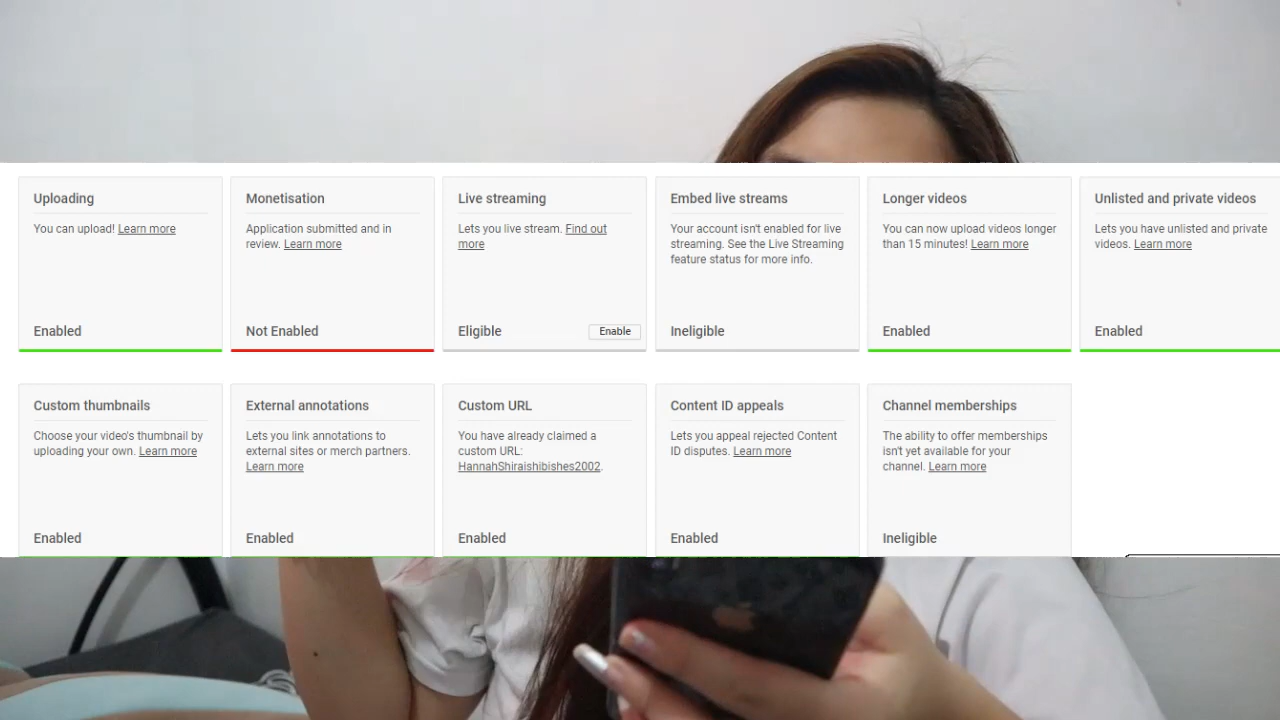 Uploading
You can upload! Learn more
Enabled
Monetisation
Application submitted and in
review. Learn more
Not Enabled
Live streaming
Lets you live stream. Find out
more
Eligible
Enable
Embed live streams
Your account isn't enabled for live
streaming. See the Live Streaming
feature status for more info.
Ineligible
Longer videos
You can now upload videos longer
than 15 minutes! Learn more
Enabled
Unlisted and private videos
Lets you have unlisted and private
videos. Learn more
Enabled
Custom thumbnails
Choose your video's thumbnail by
uploading your own. Learn more
Enabled
External annotations
Lets you link annotations to
external sites or merch partners.
Learn more
Enabled
Custom URL
You have already claimed a
custom URL:
HannahShiraishibishes2002.
Enabled
Content ID appeals
Lets you appeal rejected Content
ID disputes. Learn more
Enabled
Channel memberships
The ability to offer memberships
isn't yet available for your
channel. Learn more
Ineligible